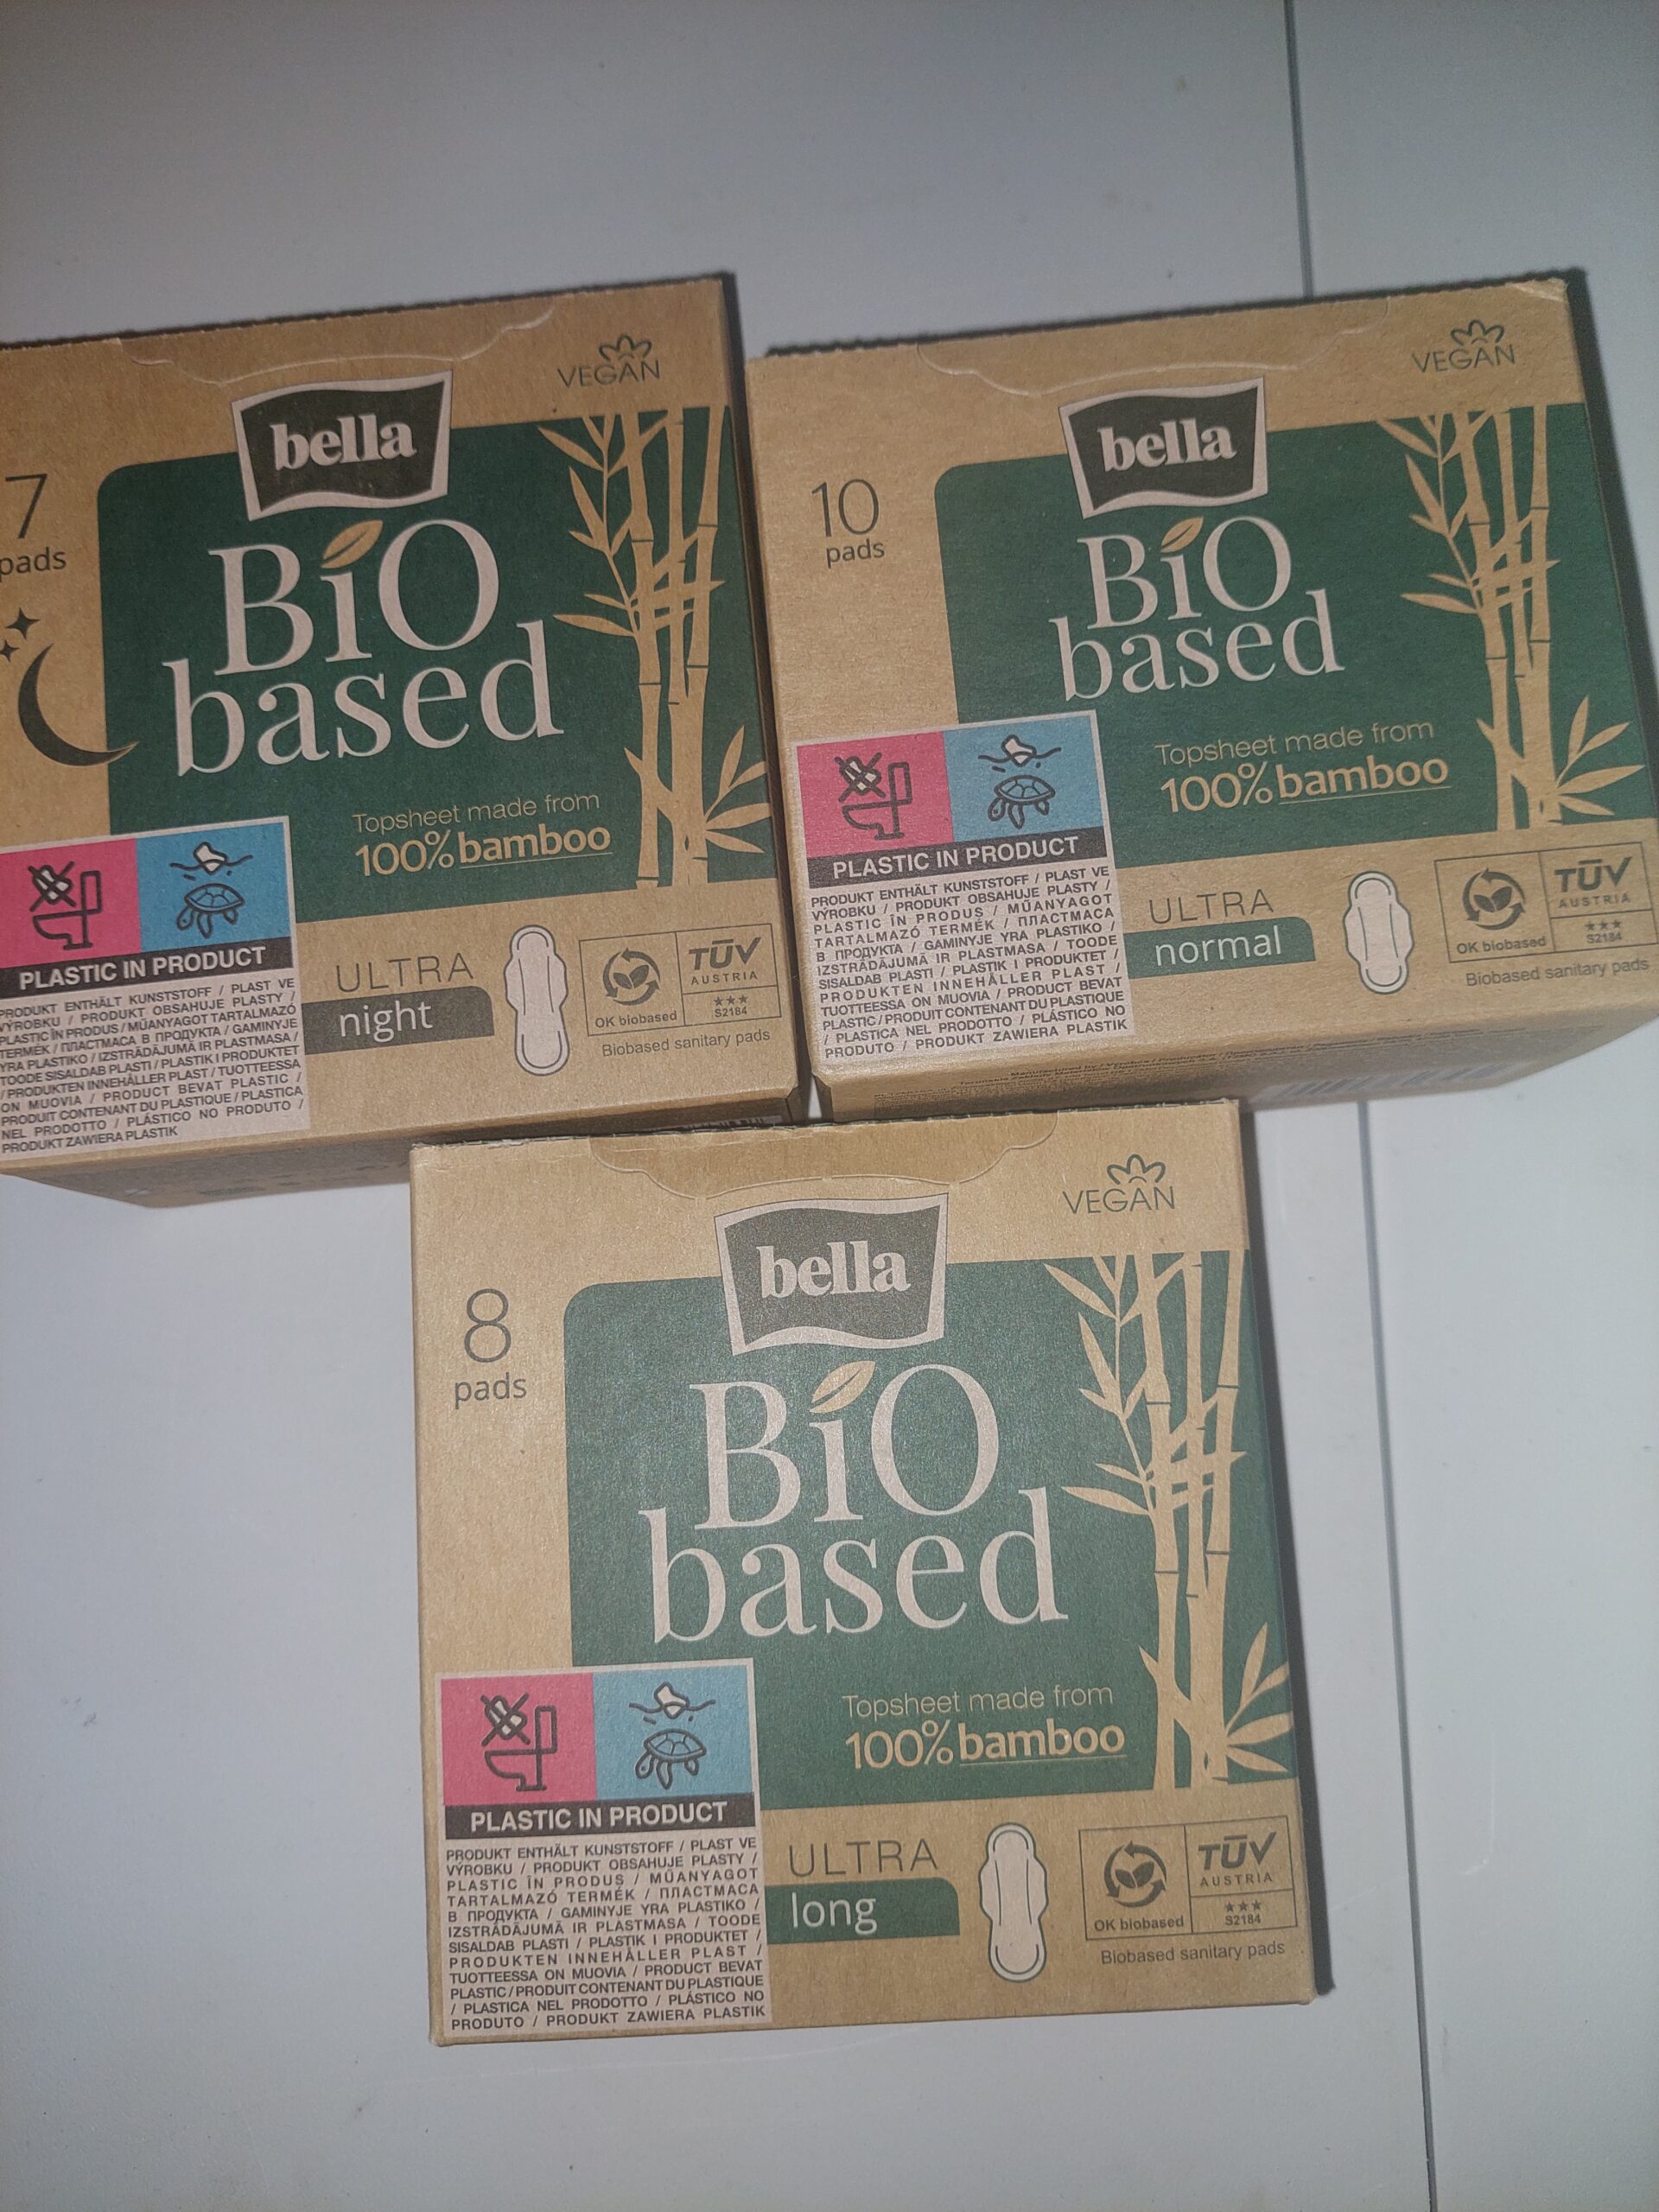 VEGAN
bella
7
pads
BiO
based
Topsheet made from
100% bamboo
PLASTIC IN PRODUCT
PRODUKT ENTHÄLT KUNSTSTOFF / PLAST VE
VÝROBKU / PRODUKT OBSAHUJE PLASTY /
PLASTIC ÎN PRODUS / MŰANYAGOT TARTALMAZÓ
TERMÉK / ПЛАСТМАСА В ПРОДУКТА / GAMINYJE
YRA PLASTIKO / IZSTRĀDĀJUMĀ IR PLASTMASA /
TOODE SISALDAB PLASTI / PLASTIK I PRODUKTET
/ PRODUKTEN INNEHÅLLER PLAST / TUOTTEESSA
ON MUOVIA / PRODUCT BEVAT PLASTIC /
PRODUIT CONTENANT DU PLASTIQUE / PLASTICA
NEL PRODOTTO / PLÁSTICO NO PRODUTO /
PRODUKT ZAWIERA PLASTIK
ULTRA
night
OK biobased
TÜV
AUSTRIA
★★★
S2184
Biobased sanitary pads
VEGAN
bella
10
pads
BiO
based
Topsheet made from
100% bamboo
PLASTIC IN PRODUCT
PRODUKT ENTHÄLT KUNSTSTOFF / PLAST VE
VÝROBKU / PRODUKT OBSAHUJE PLASTY /
PLASTIC ÎN PRODUS / MŰANYAGOT
TARTALMAZÓ TERMÉK / ПЛАСТМАСА
В ПРОДУКТА / GAMINYJE YRA PLASTIKO /
IZSTRĀDĀJUMĀ IR PLASTMASA / TOODE
SISALDAB PLASTI / PLASTIK I PRODUKTET /
PRODUKTEN INNEHÅLLER PLAST /
TUOTTEESSA ON MUOVIA / PRODUCT BEVAT
PLASTIC / PRODUIT CONTENANT DU PLASTIQUE
/ PLASTICA NEL PRODOTTO / PLÁSTICO NO
PRODUTO / PRODUKT ZAWIERA PLASTIK
ULTRA
normal
OK biobased
TÜV
AUSTRIA
★★★
S2184
Biobased sanitary pads
VEGAN
bella
8
pads
BiO
based
Topsheet made from
100% bamboo
PLASTIC IN PRODUCT
PRODUKT ENTHÄLT KUNSTSTOFF / PLAST VE
VÝROBKU / PRODUKT OBSAHUJE PLASTY /
PLASTIC ÎN PRODUS / MŰANYAGOT
TARTALMAZÓ TERMÉK / ПЛАСТМАСА
В ПРОДУКТА / GAMINYJE YRA PLASTIKO /
IZSTRĀDĀJUMĀ IR PLASTMASA / TOODE
SISALDAB PLASTI / PLASTIK I PRODUKTET /
PRODUKTEN INNEHÅLLER PLAST /
TUOTTEESSA ON MUOVIA / PRODUCT BEVAT
PLASTIC / PRODUIT CONTENANT DU PLASTIQUE
/ PLASTICA NEL PRODOTTO / PLÁSTICO NO
PRODUTO / PRODUKT ZAWIERA PLASTIK
ULTRA
long
OK biobased
TÜV
AUSTRIA
★★★
S2184
Biobased sanitary pads